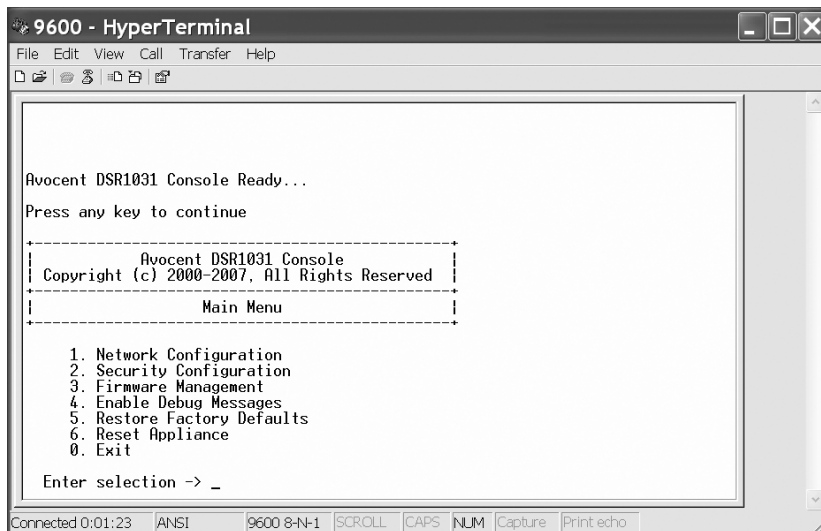 9600 - HyperTerminal
File Edit View Call Transfer Help
Avocent DSR1031 Console Ready...
Press any key to continue
Avocent DSR1031 Console
Copyright (c) 2000-2007, All Rights Reserved
Main Menu
1. Network Configuration
2. Security Configuration
3. Firmware Management
4. Enable Debug Messages
5. Restore Factory Defaults
6. Reset Appliance
0. Exit
Enter selection -> _
Connected 0:01:23 ANSI 9600 8-N-1 SCROLL CAPS NUM Capture Print echo